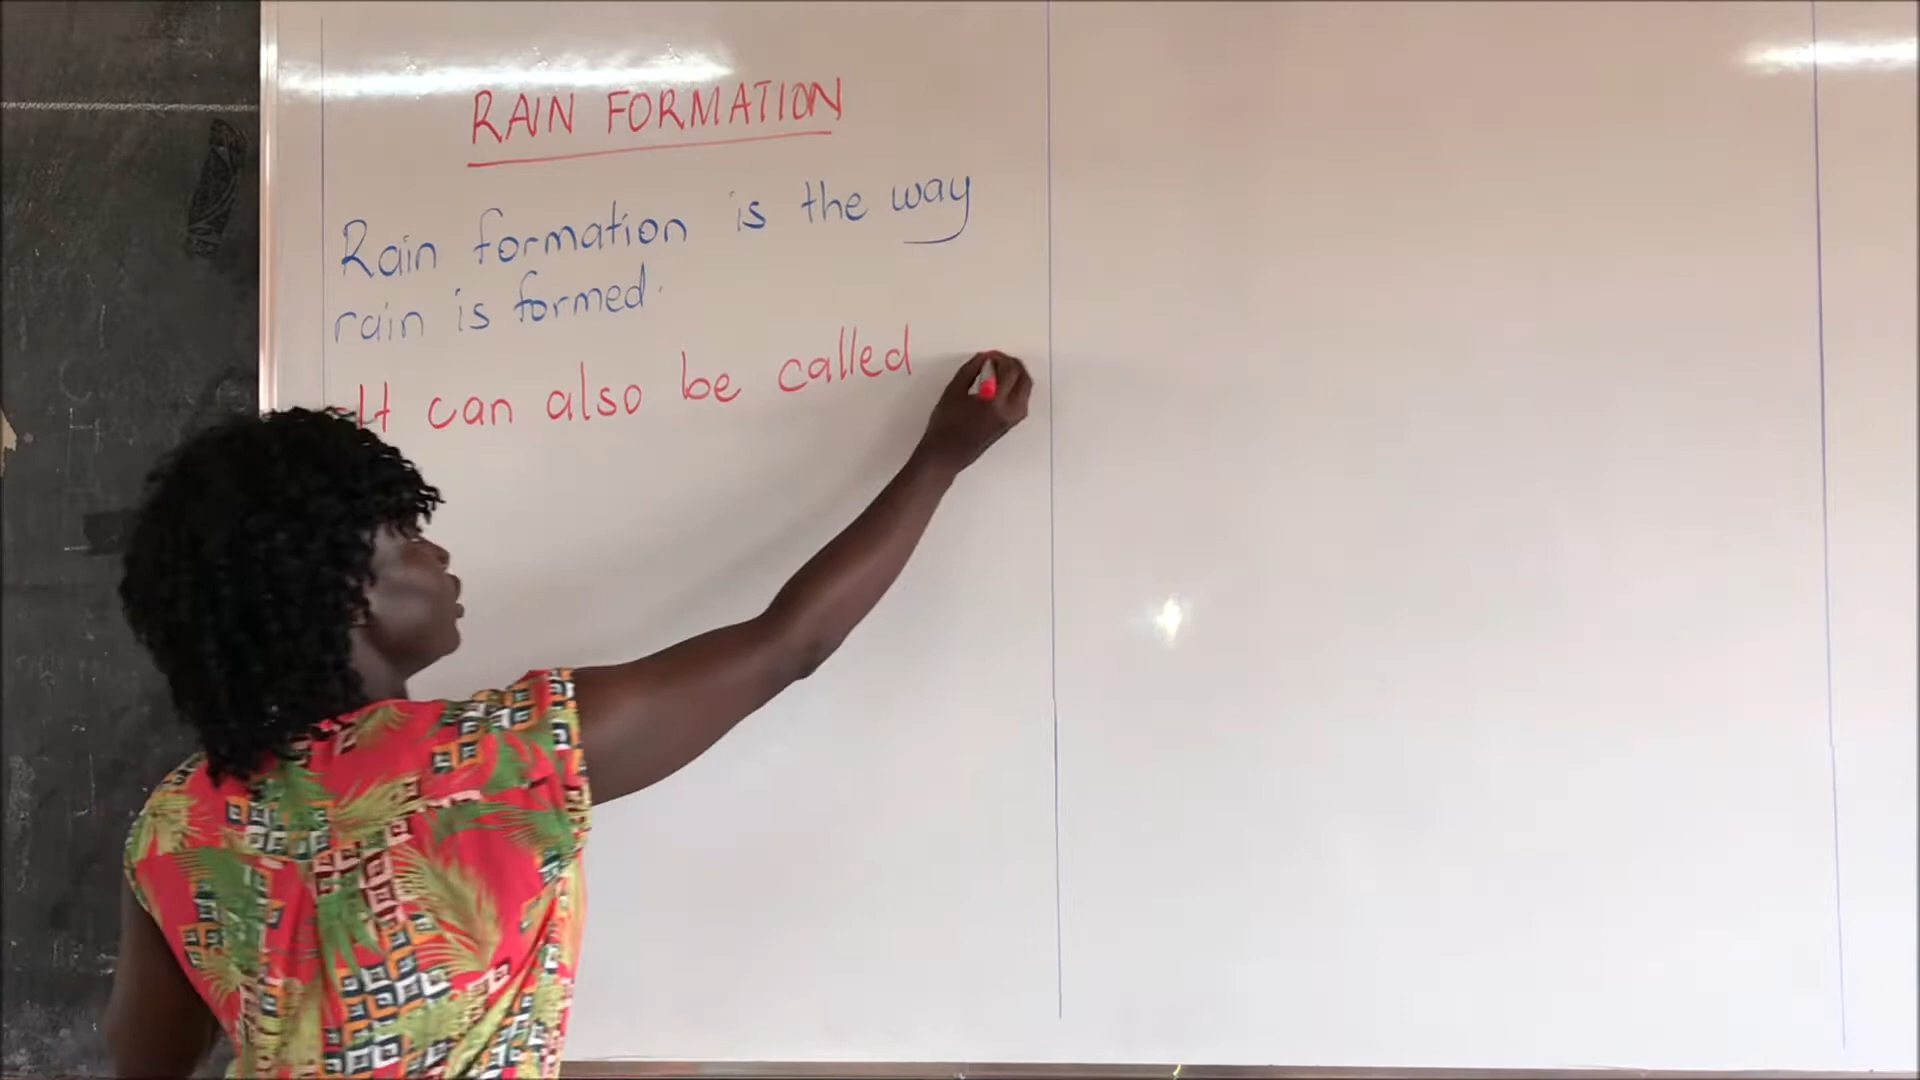 RAIN FORMATION
Rain formation is the way
rain is formed.
It can also be called